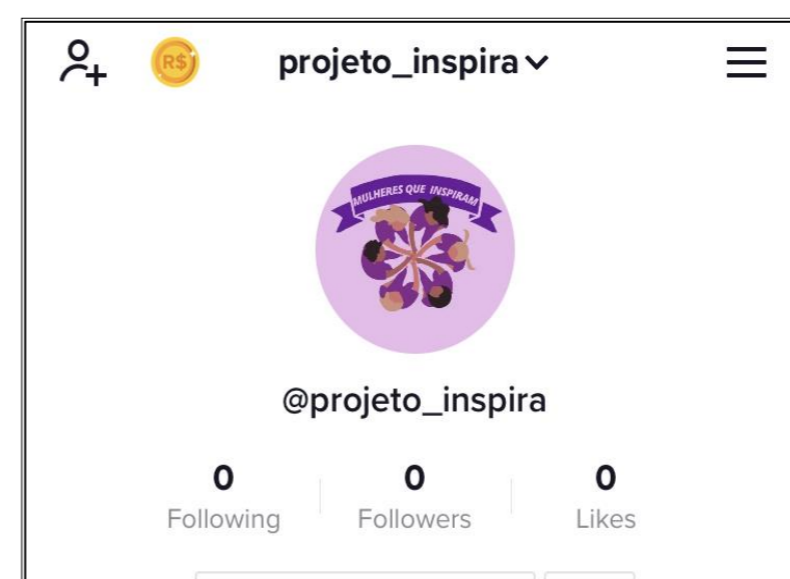 R$
projeto_inspira
MULHERES QUE INSPIRAM
@projeto_inspira
0 0 0
Following Followers Likes